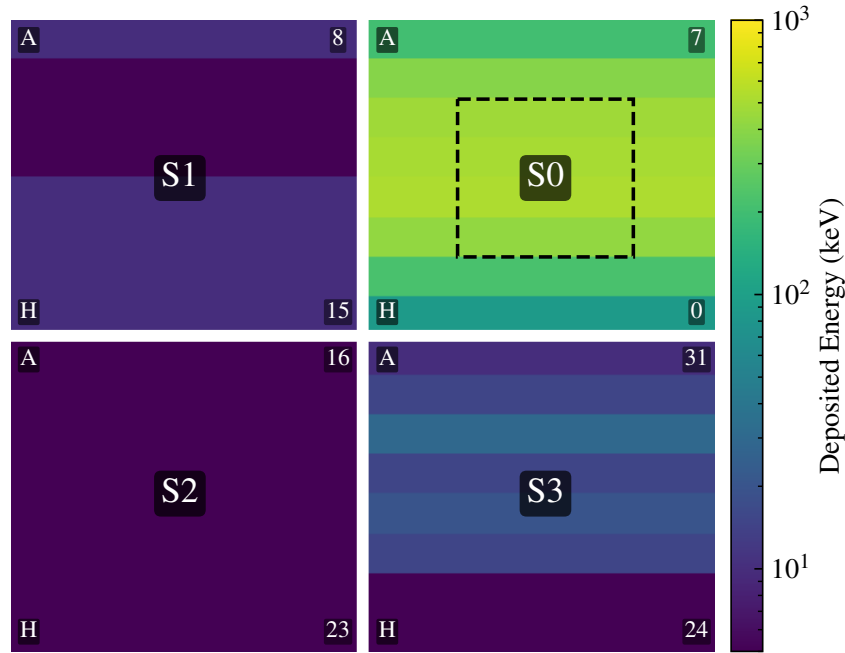 A 8
S1
H 15
A 7
S0
H 0
A 16
S2
H 23
A 31
S3
H 24
10³
10²
10¹
Deposited Energy (keV)